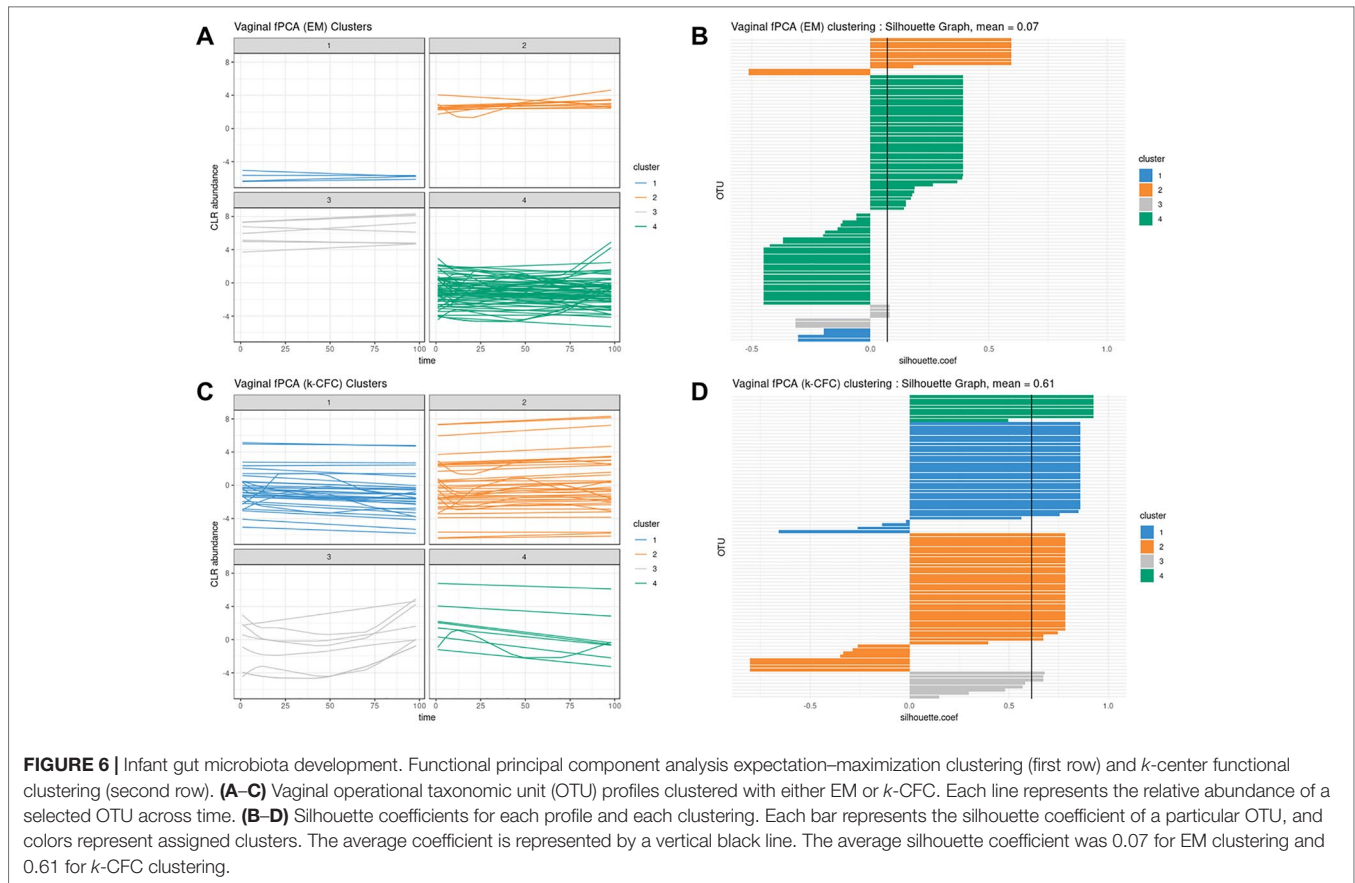 A
Vaginal fPCA (EM) Clusters
1
2
8
4
0
-4
3
4
8
4
0
-4
0
25
50
75
100
0
25
50
75
100
time
CLR abundance
cluster
1
2
3
4
B
Vaginal fPCA (EM) clustering : Silhouette Graph, mean = 0.07
OTU
-0.5
0.0
0.5
1.0
silhouette.coef
cluster
1
2
3
4
C
Vaginal fPCA (k-CFC) Clusters
1
2
8
4
0
-4
3
4
8
4
0
-4
0
25
50
75
100
0
25
50
75
100
time
CLR abundance
cluster
1
2
3
4
D
Vaginal fPCA (k-CFC) clustering : Silhouette Graph, mean = 0.61
OTU
-0.5
0.0
0.5
1.0
silhouette.coef
cluster
1
2
3
4
FIGURE 6 | Infant gut microbiota development. Functional principal component analysis expectation–maximization clustering (first row) and k-center functional
clustering (second row). (A–C) Vaginal operational taxonomic unit (OTU) profiles clustered with either EM or k-CFC. Each line represents the relative abundance of a
selected OTU across time. (B–D) Silhouette coefficients for each profile and each clustering. Each bar represents the silhouette coefficient of a particular OTU, and
colors represent assigned clusters. The average coefficient is represented by a vertical black line. The average silhouette coefficient was 0.07 for EM clustering and
0.61 for k-CFC clustering.